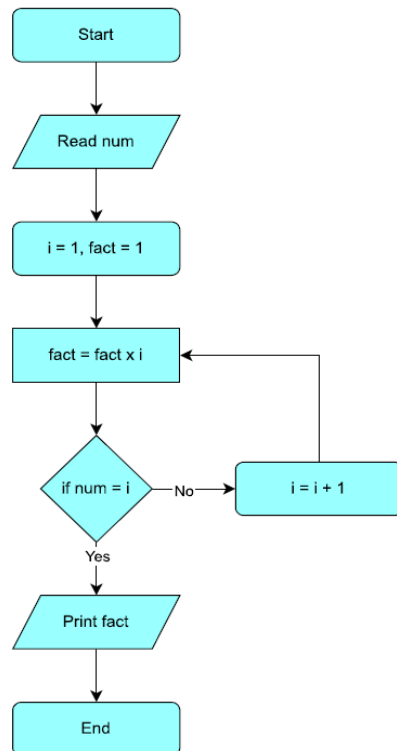 Start
Read num
i = 1, fact = 1
fact = fact x i
if num = i
No
i = i + 1
Yes
Print fact
End